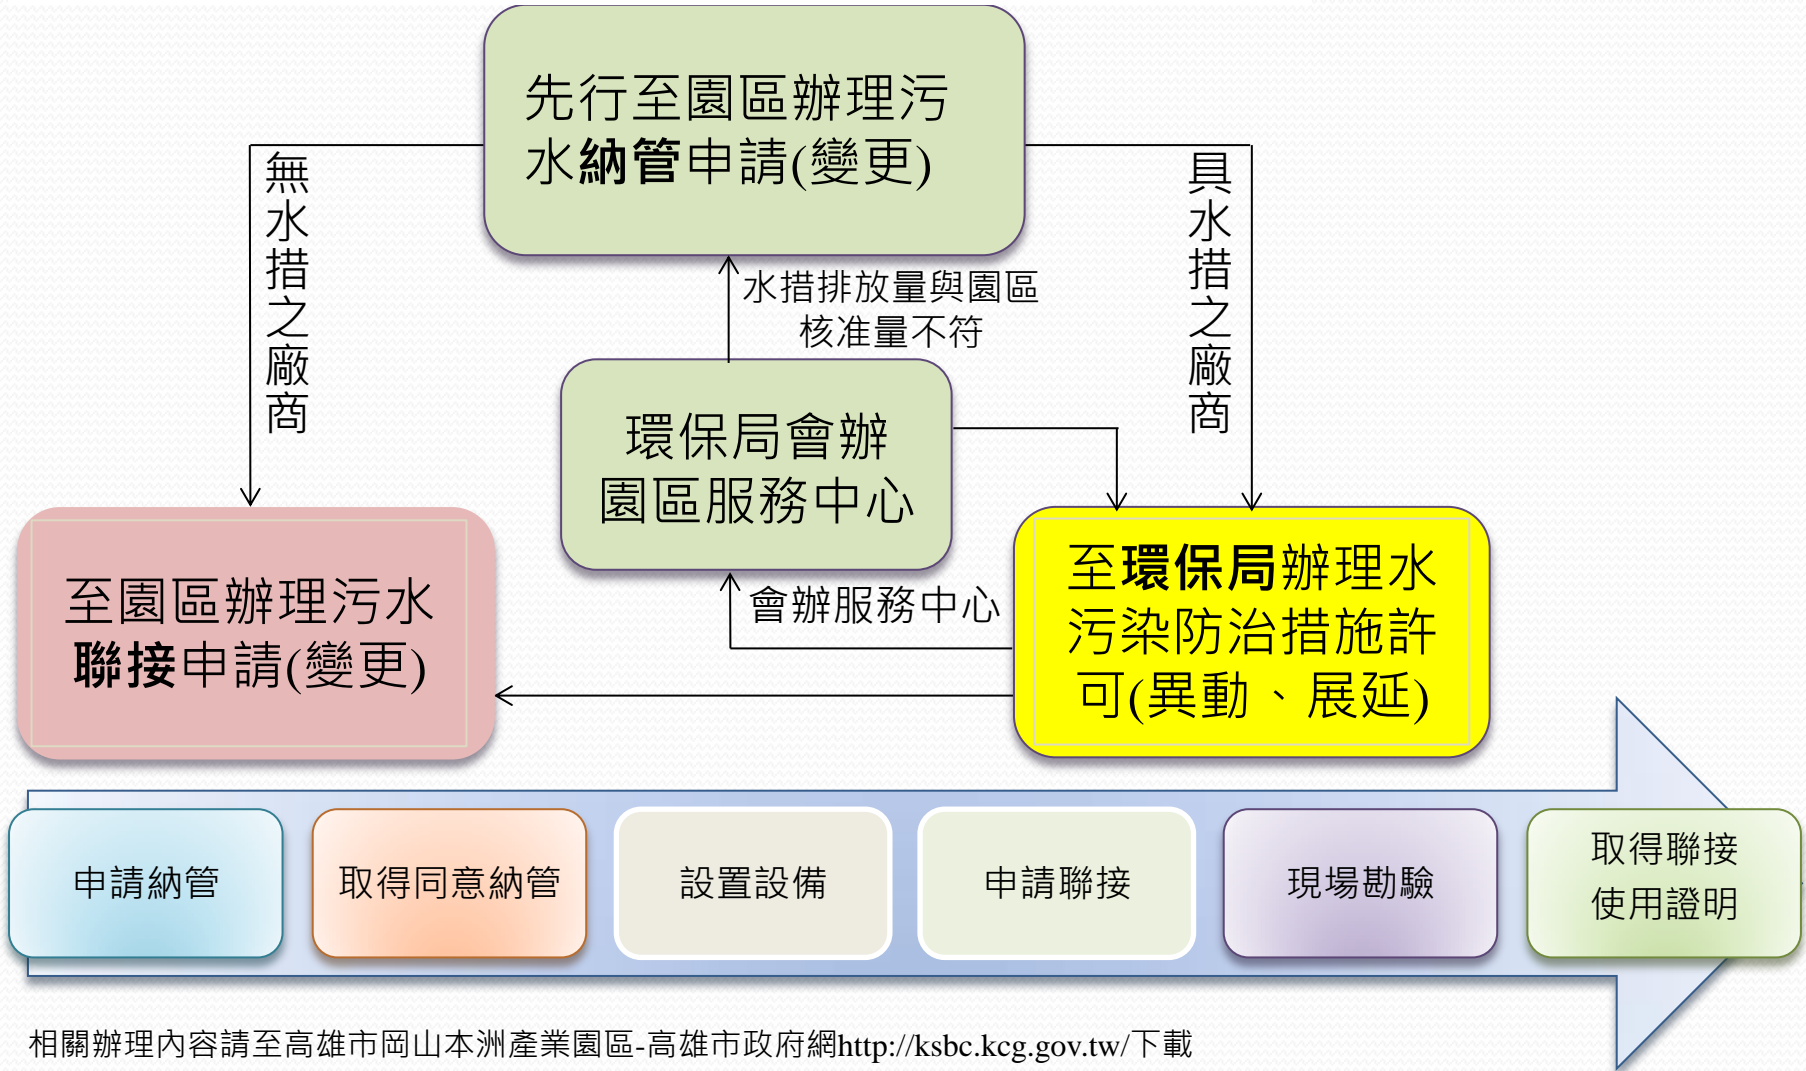 先行至園區辦理污
水納管申請(變更)
無水措之廠商
具水措之廠商
水措排放量與園區
核准量不符
環保局會辦
園區服務中心
會辦服務中心
至園區辦理污水
聯接申請(變更)
至環保局辦理水
污染防治措施許
可(異動、展延)
申請納管
取得同意納管
設置設備
申請聯接
現場勘驗
取得聯接
使用證明
相關辦理內容請至高雄市岡山本洲產業園區-高雄市政府網http://ksbc.kcg.gov.tw/下載